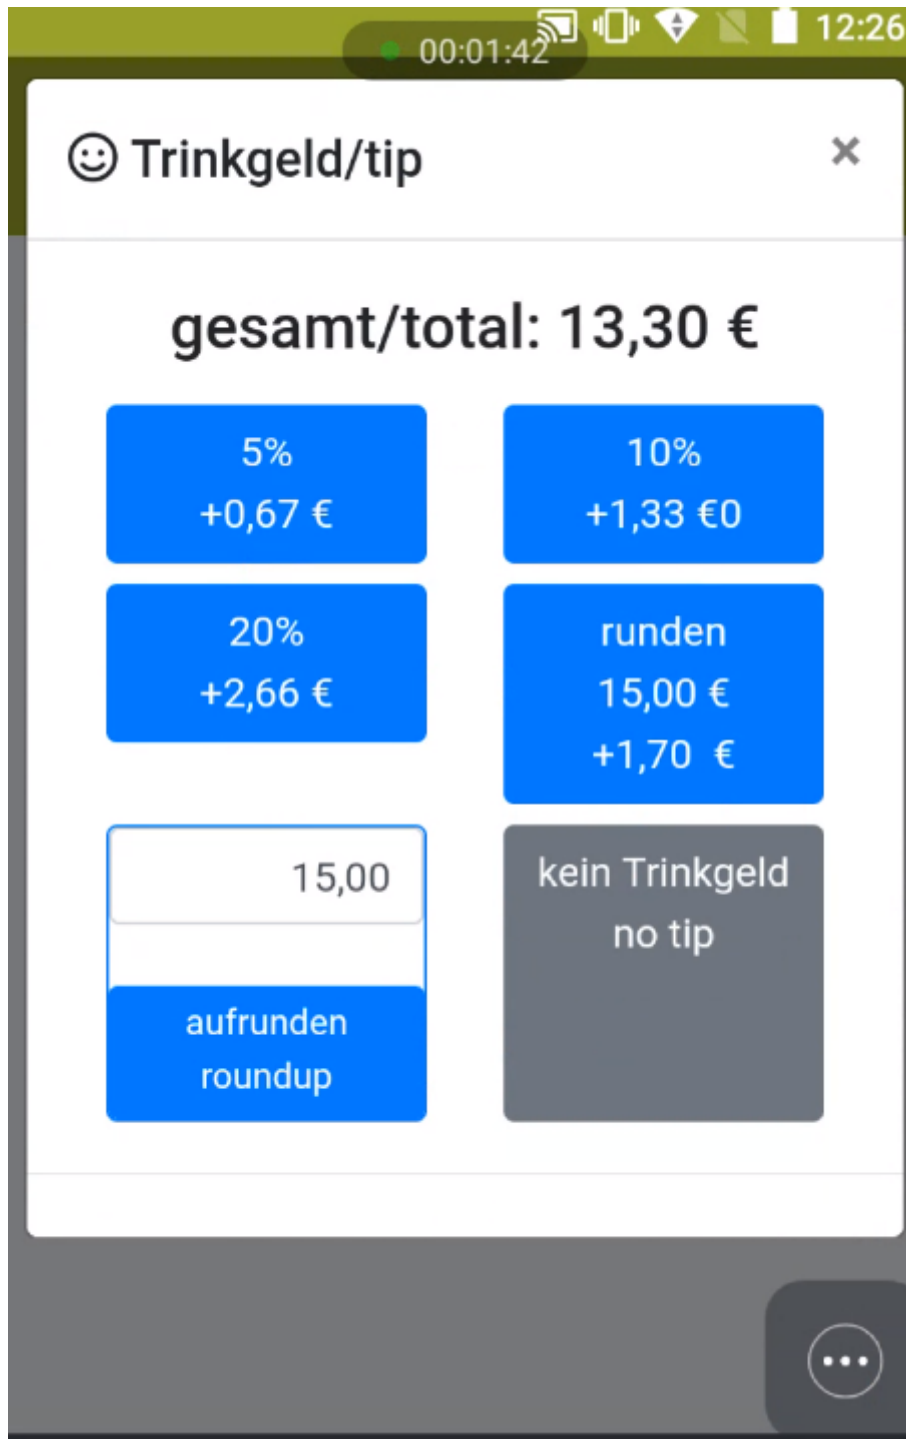 12:26
00:01:42
Trinkgeld/tip
×
gesamt/total: 13,30 €
5%
+0,67 €
10%
+1,33 €0
20%
+2,66 €
runden
15,00 €
+1,70 €
15,00
aufrunden
roundup
kein Trinkgeld
no tip